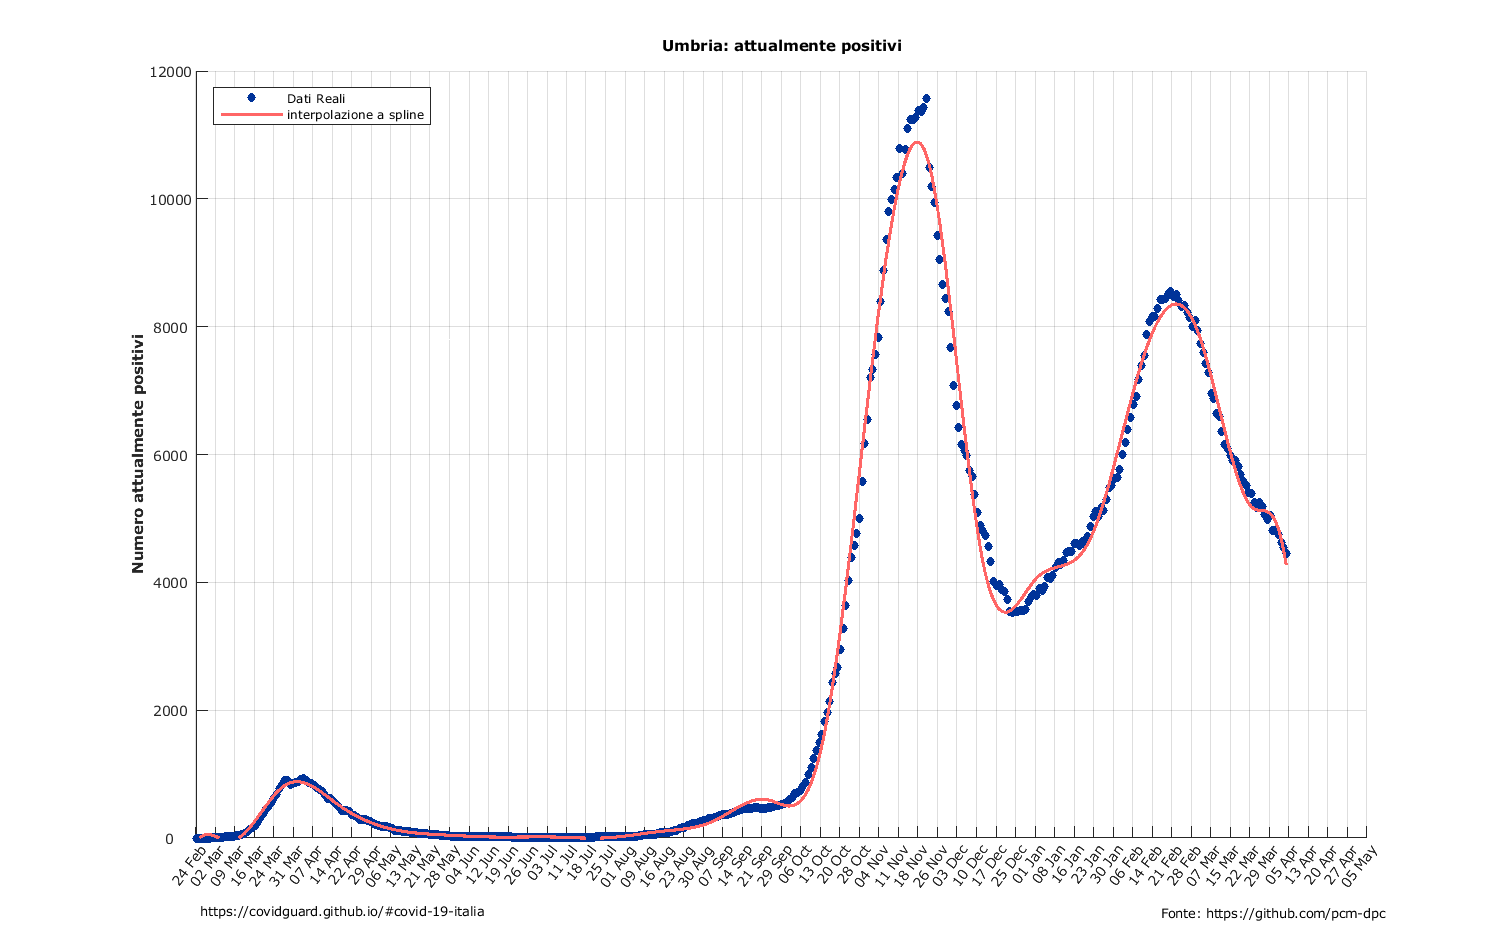 Umbria: attualmente positivi
12000
10000
8000
6000
4000
2000
0
Numero attualmente positivi
Dati Reali
interpolazione a spline
24 Feb
02 Mar
09 Mar
16 Mar
24 Mar
31 Mar
07 Apr
14 Apr
22 Apr
29 Apr
06 May
13 May
21 May
28 May
04 Jun
12 Jun
19 Jun
26 Jun
03 Jul
11 Jul
18 Jul
25 Jul
01 Aug
09 Aug
16 Aug
23 Aug
30 Aug
07 Sep
14 Sep
21 Sep
29 Sep
06 Oct
13 Oct
20 Oct
28 Oct
04 Nov
11 Nov
18 Nov
26 Nov
03 Dec
10 Dec
17 Dec
25 Dec
01 Jan
08 Jan
16 Jan
23 Jan
30 Jan
06 Feb
14 Feb
21 Feb
28 Feb
07 Mar
15 Mar
22 Mar
29 Mar
05 Apr
13 Apr
20 Apr
27 Apr
05 May
https://covidguard.github.io/#covid-19-italia
Fonte: https://github.com/pcm-dpc